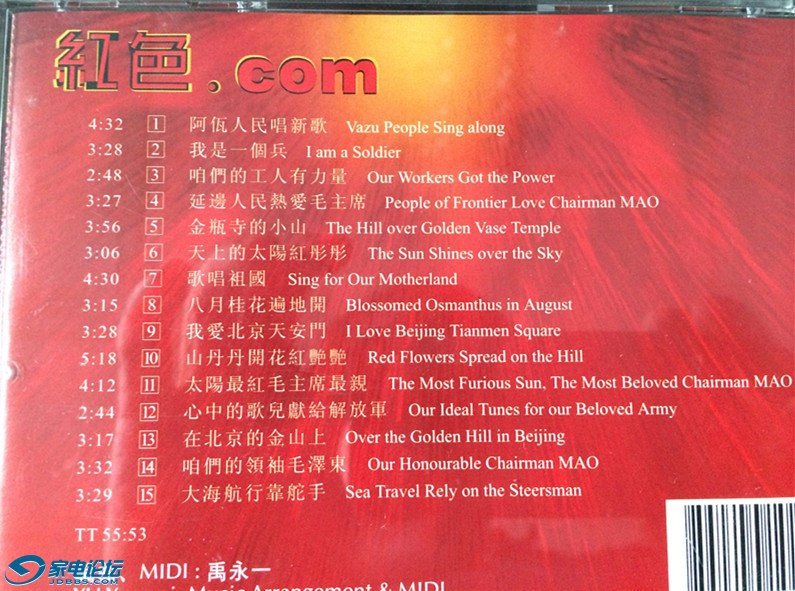 紅色.com
4:32 1 阿佤人民唱新歌 Vazu People Sing along
3:28 2 我是一個兵 I am a Soldier
2:48 3 咱們的工人有力量 Our Workers Got the Power
3:27 4 延邊人民熱愛毛主席 People of Frontier Love Chairman MAO
3:56 5 金瓶寺的小山 The Hill over Golden Vase Temple
3:06 6 天上的太陽紅彤彤 The Sun Shines over the Sky
4:30 7 歌唱祖國 Sing for Our Motherland
3:15 8 八月桂花遍地開 Blossomed Osmanthus in August
3:28 9 我愛北京天安門 I Love Beijing Tianmen Square
5:18 10 山丹丹開花紅艷艷 Red Flowers Spread on the Hill
4:12 11 太陽最紅毛主席最親 The Most Furious Sun, The Most Beloved Chairman MAO
2:44 12 心中的歌兒獻給解放軍 Our Ideal Tunes for our Beloved Army
3:17 13 在北京的金山上 Over the Golden Hill in Beijing
3:32 14 咱們的領袖毛澤東 Our Honourable Chairman MAO
3:29 15 大海航行靠舵手 Sea Travel Rely on the Steersman
TT 55:53
MIDI : 禹永一
Music Arrangement & MIDI
家电论坛
JDBBS.COM